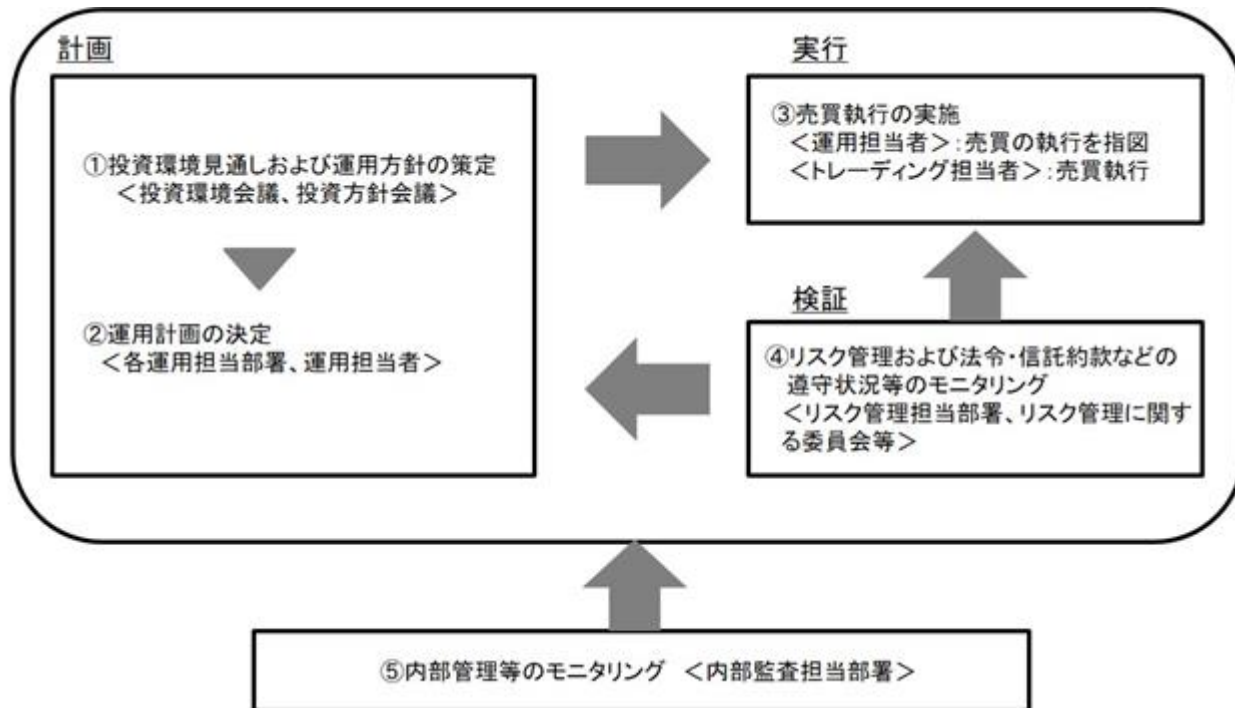 計画
①投資環境見通しおよび運用方針の策定
＜投資環境会議、投資方針会議＞
②運用計画の決定
＜各運用担当部署、運用担当者＞
実行
③売買執行の実施
＜運用担当者＞：売買の執行を指図
＜トレーディング担当者＞：売買執行
検証
④リスク管理および法令・信託約款などの
遵守状況等のモニタリング
＜リスク管理担当部署、リスク管理に関す
る委員会等＞
⑤内部管理等のモニタリング　＜内部監査担当部署＞